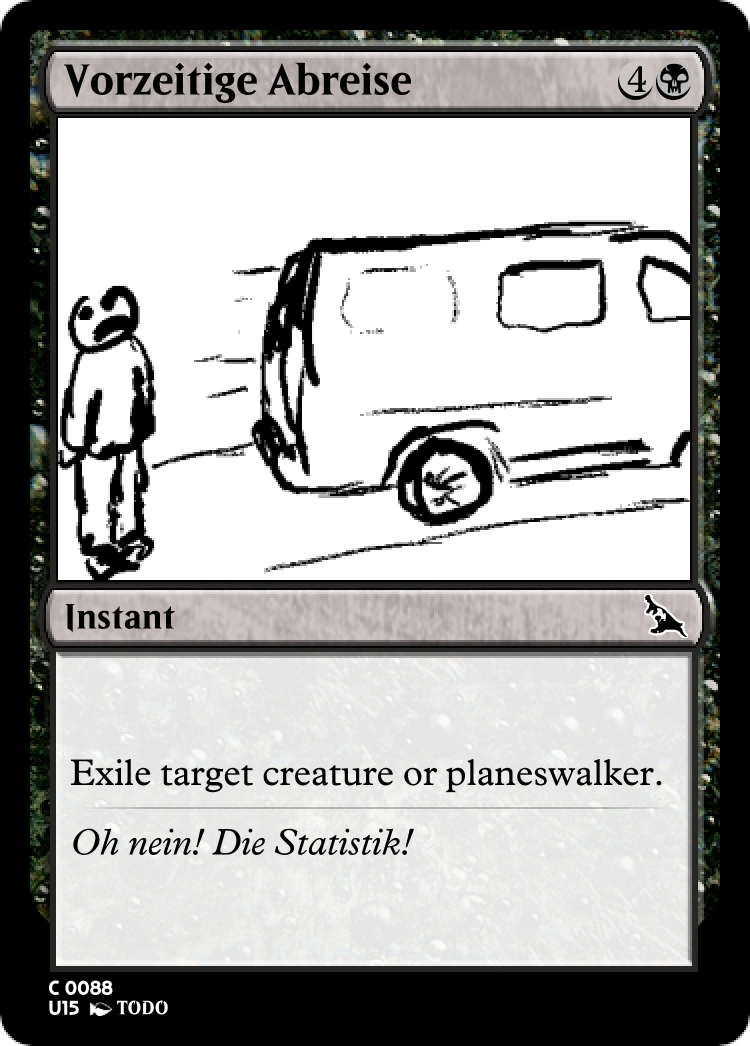 Vorzeitige Abreise 4
Instant
Exile target creature or planeswalker.
Oh nein! Die Statistik!
C 0088
U15 TODO